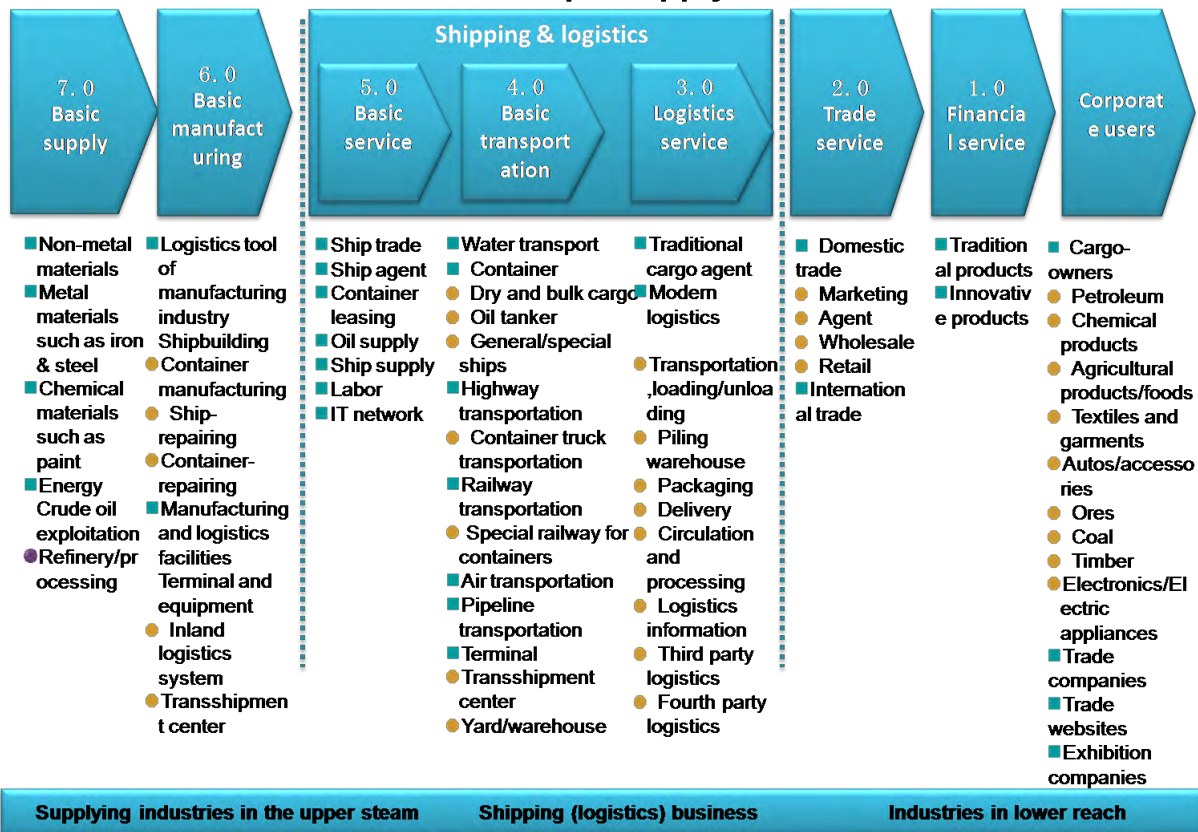 Shipping & logistics
7.0
Basic
supply
6.0
Basic
manufact
uring
5.0
Basic
service
4.0
Basic
transport
ation
3.0
Logistics
service
2.0
Trade
service
1.0
Financia
l service
Corporat
e users
Non-metal
materials
Metal
materials
such as iron
& steel
Chemical
materials
such as
paint
Energy
Crude oil
exploitation
Refinery/pr
ocessing
Logistics tool
of
manufacturing
industry
Shipbuilding
Container
manufacturing
Ship-
repairing
Container-
repairing
Manufacturing
and logistics
facilities
Terminal and
equipment
Inland
logistics
system
Transshipmen
t center
Ship trade
Ship agent
Container
leasing
Oil supply
Ship supply
Labor
IT network
Water transport
Container
Dry and bulk cargo
Oil tanker
General/special
ships
Highway
transportation
Container truck
transportation
Railway
transportation
Special railway for
containers
Air transportation
Pipeline
transportation
Terminal
Transshipment
center
Yard/warehouse
Traditional
cargo agent
Modern
logistics
Transportation
,loading/unloa
ding
Piling
warehouse
Packaging
Delivery
Circulation
and
processing
Logistics
information
Third party
logistics
Fourth party
logistics
Domestic
trade
Marketing
Agent
Wholesale
Retail
Internation
al trade
Tradition
al products
Innovativ
e products
Cargo-
owners
Petroleum
Chemical
products
Agricultural
products/foods
Textiles and
garments
Autos/accesso
ries
Ores
Coal
Timber
Electronics/El
ectric
appliances
Trade
companies
Trade
websites
Exhibition
companies
Supplying industries in the upper steam
Shipping (logistics) business
Industries in lower reach